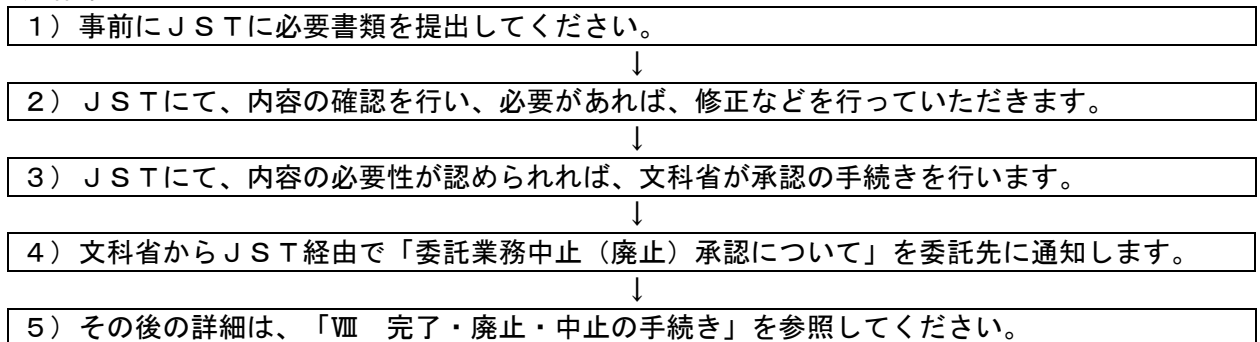 １）事前にＪＳＴに必要書類を提出してください。
↓
２）ＪＳＴにて、内容の確認を行い、必要があれば、修正などを行っていただきます。
↓
３）ＪＳＴにて、内容の必要性が認められれば、文科省が承認の手続きを行います。
↓
４）文科省からＪＳＴ経由で「委託業務中止（廃止）承認について」を委託先に通知します。
↓
５）その後の詳細は、「Ⅷ　完了・廃止・中止の手続き」を参照してください。